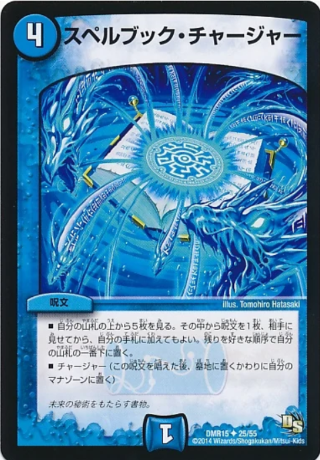 4
スペルブック・チャージャー
Illus. Tomohiro Hatasaki
呪文
■ 自分の山札の上から5枚を見る。その中から呪文を1枚、相手
に見せてから、自分の手札に加えてもよい。残りを好きな順序で自分
の山札の一番下に置く。
■ チャージャー(この呪文を唱えた後、墓地に置くかわりに自分の
マナゾーンに置く)
未来の秘術をもたらす書物。
1
DMR15 ♦ 25/55
©2014 Wizards/Shogakukan/Mitsui-Kids
DS